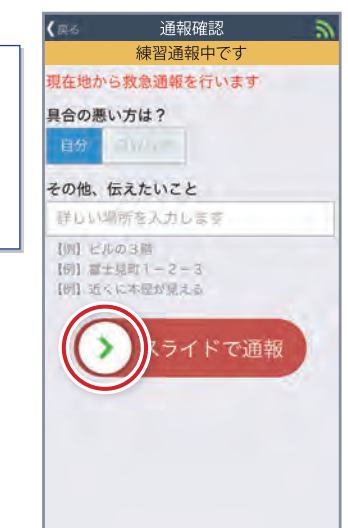 戻る
通報確認
練習通報中です
現在地から救急通報を行います
具合の悪い方は？
自分
その他、伝えたいこと
詳しい場所を入力します
【例】ビルの3階
【例】富士見町1－2－3
【例】近くに本屋が見える
スライドで通報